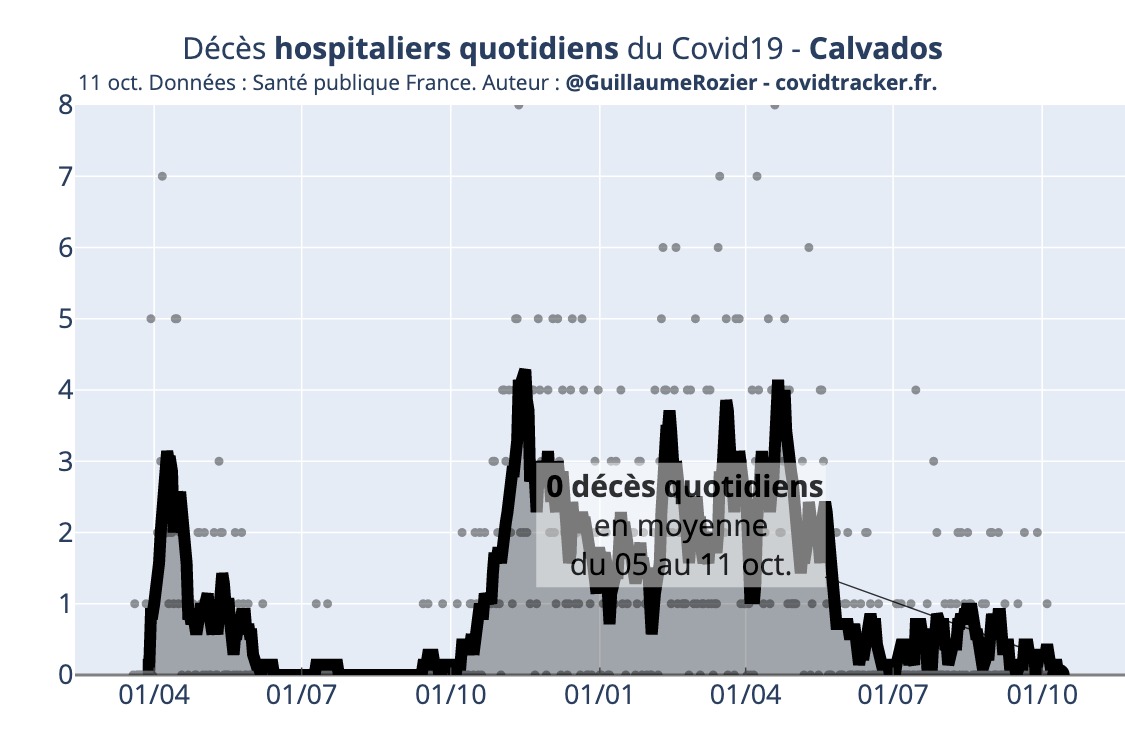 Décès hospitaliers quotidiens du Covid19 - Calvados
11 oct. Données : Santé publique France. Auteur : @GuillaumeRozier - covidtracker.fr.
8
7
6
5
4
3
2
1
0
0 décès quotidiens
en moyenne
du 05 au 11 oct.
01/04 01/07 01/10 01/01 01/04 01/07 01/10